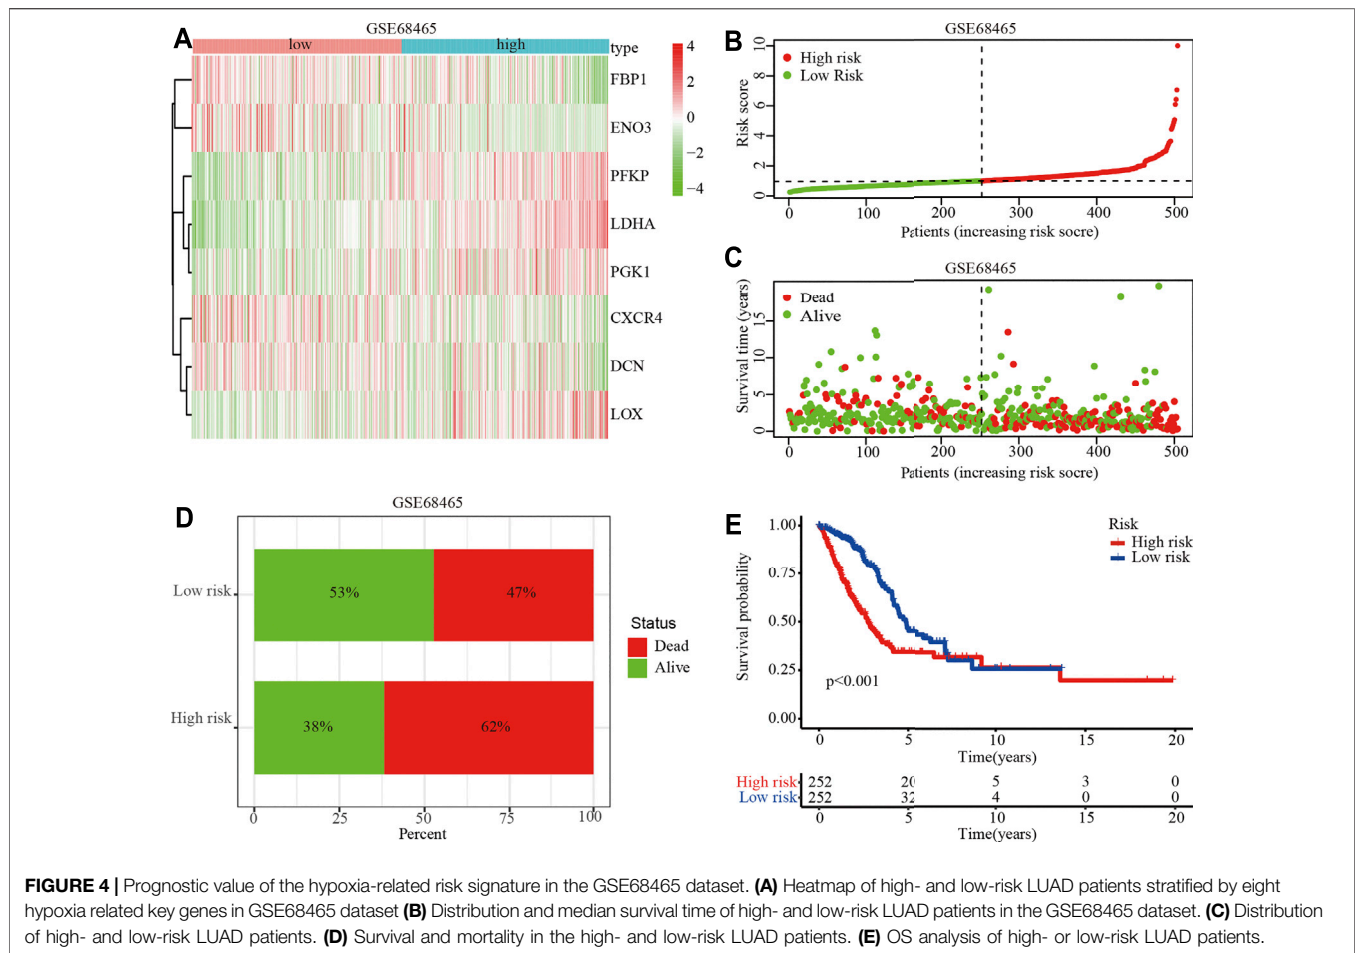 A
GSE68465
low high type
4
2
0
−2
−4
FBP1
ENO3
PFKP
LDHA
PGK1
CXCR4
DCN
LOX
B
GSE68465
High risk
Low Risk
Risk score
0 2 4 6 8 10
0 100 200 300 400 500
Patients (increasing risk socre)
C
GSE68465
Dead
Alive
Survival time (years)
0 5 10 15
0 100 200 300 400 500
Patients (increasing risk socre)
D
GSE68465
Low risk
53% 47%
High risk
38% 62%
Status
Dead
Alive
0 25 50 75 100
Percent
E
Risk
High risk
Low risk
Survival probability
1.00
0.75
0.50
0.25
0.00
p<0.001
0 5 10 15 20
Time(years)
High risk 252 20 5 3 0
Low risk 252 32 4 0 0
0 5 10 15 20
Time(years)
FIGURE 4 | Prognostic value of the hypoxia-related risk signature in the GSE68465 dataset. (A) Heatmap of high- and low-risk LUAD patients stratified by eight
hypoxia related key genes in GSE68465 dataset (B) Distribution and median survival time of high- and low-risk LUAD patients in the GSE68465 dataset. (C) Distribution
of high- and low-risk LUAD patients. (D) Survival and mortality in the high- and low-risk LUAD patients. (E) OS analysis of high- or low-risk LUAD patients.